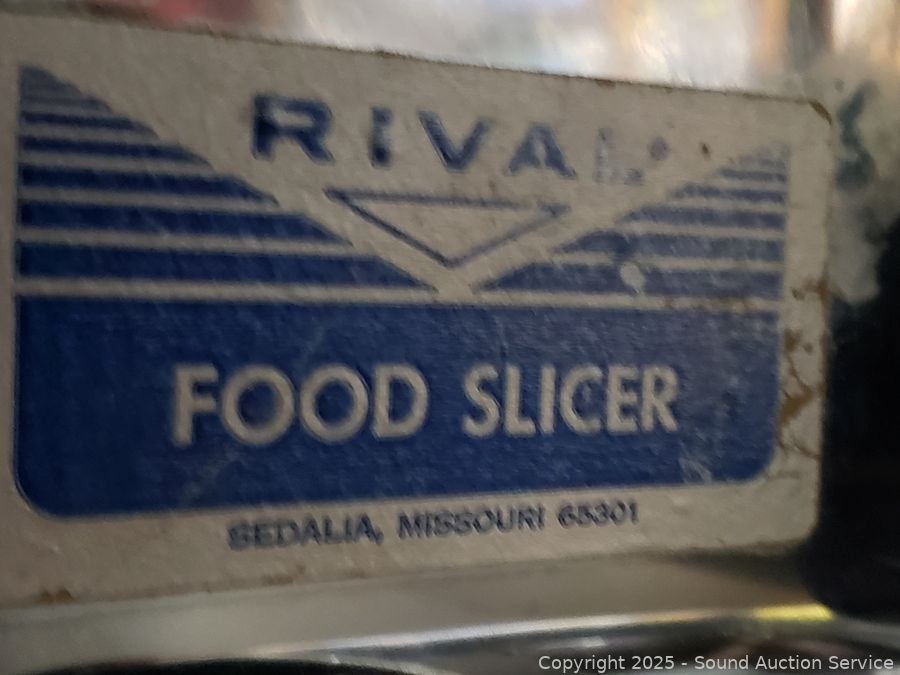 RIVAL
FOOD SLICER
SEDALIA, MISSOURI 65301
Copyright 2025 - Sound Auction Service